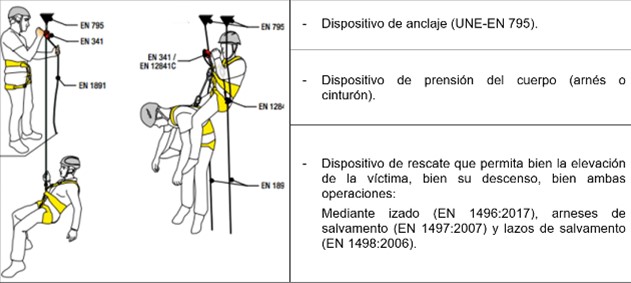 EN 795
EN 341
EN 1891
EN 795
EN 341 /
EN 12841C
- Dispositivo de anclaje (UNE-EN 795).
- Dispositivo de prensión del cuerpo (arnés o
cinturón).
- Dispositivo de rescate que permita bien la elevación
de la víctima, bien su descenso, bien ambas
operaciones:
Mediante izado (EN 1496:2017), arneses de
salvamento (EN 1497:2007) y lazos de salvamento
(EN 1498:2006).